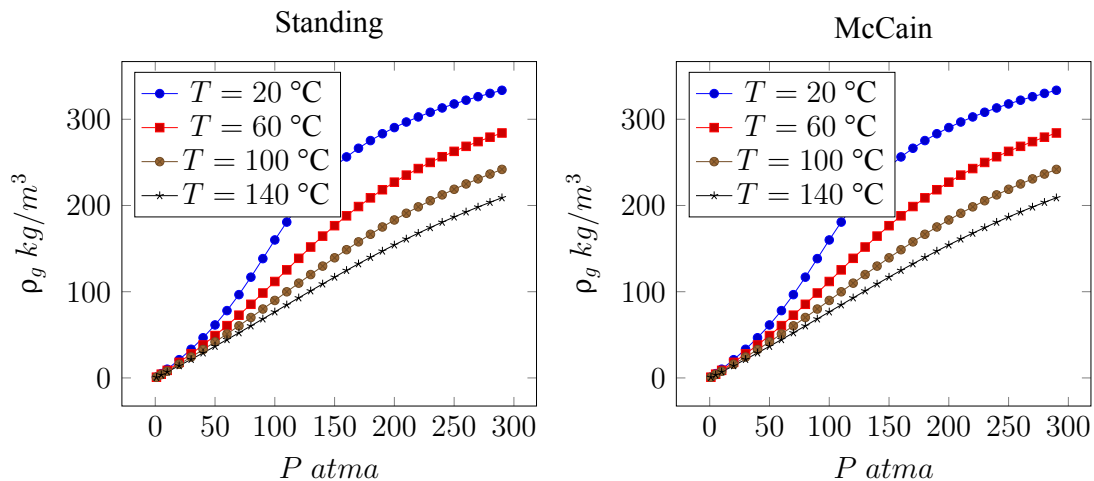 Standing
T = 20 °C
T = 60 °C
T = 100 °C
T = 140 °C
300
200
100
0
ρg kg/m³
0 50 100 150 200 250 300
P atma
McCain
T = 20 °C
T = 60 °C
T = 100 °C
T = 140 °C
300
200
100
0
ρg kg/m³
0 50 100 150 200 250 300
P atma